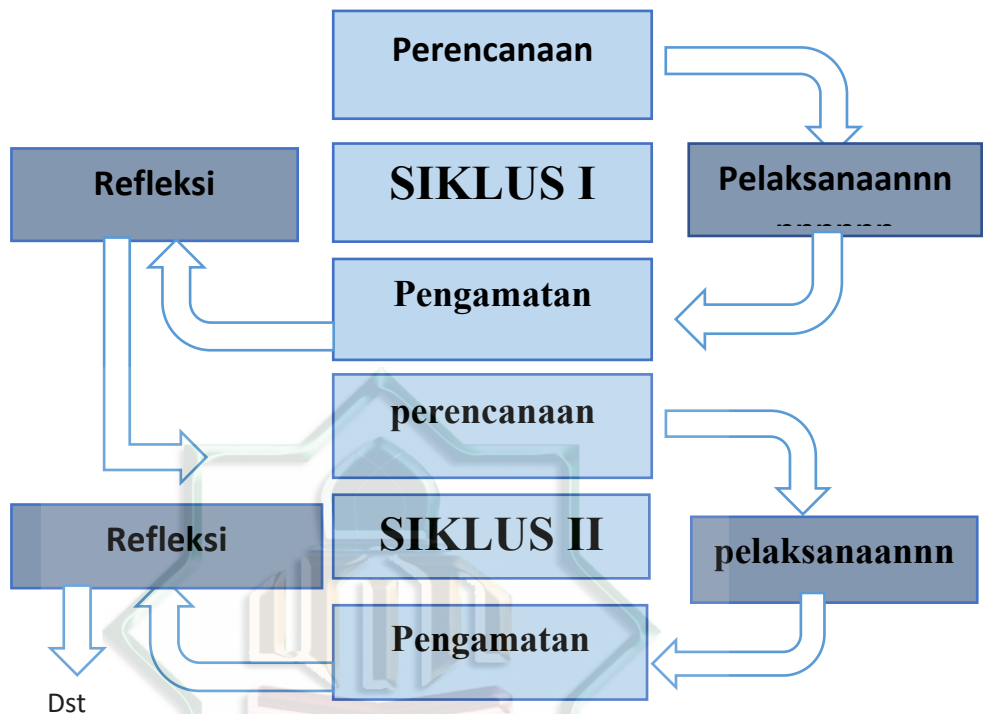 Perencanaan
Refleksi
SIKLUS I
Pelaksanaannn
Pengamatan
perencanaan
Refleksi
SIKLUS II
pelaksanaannn
Pengamatan
Dst